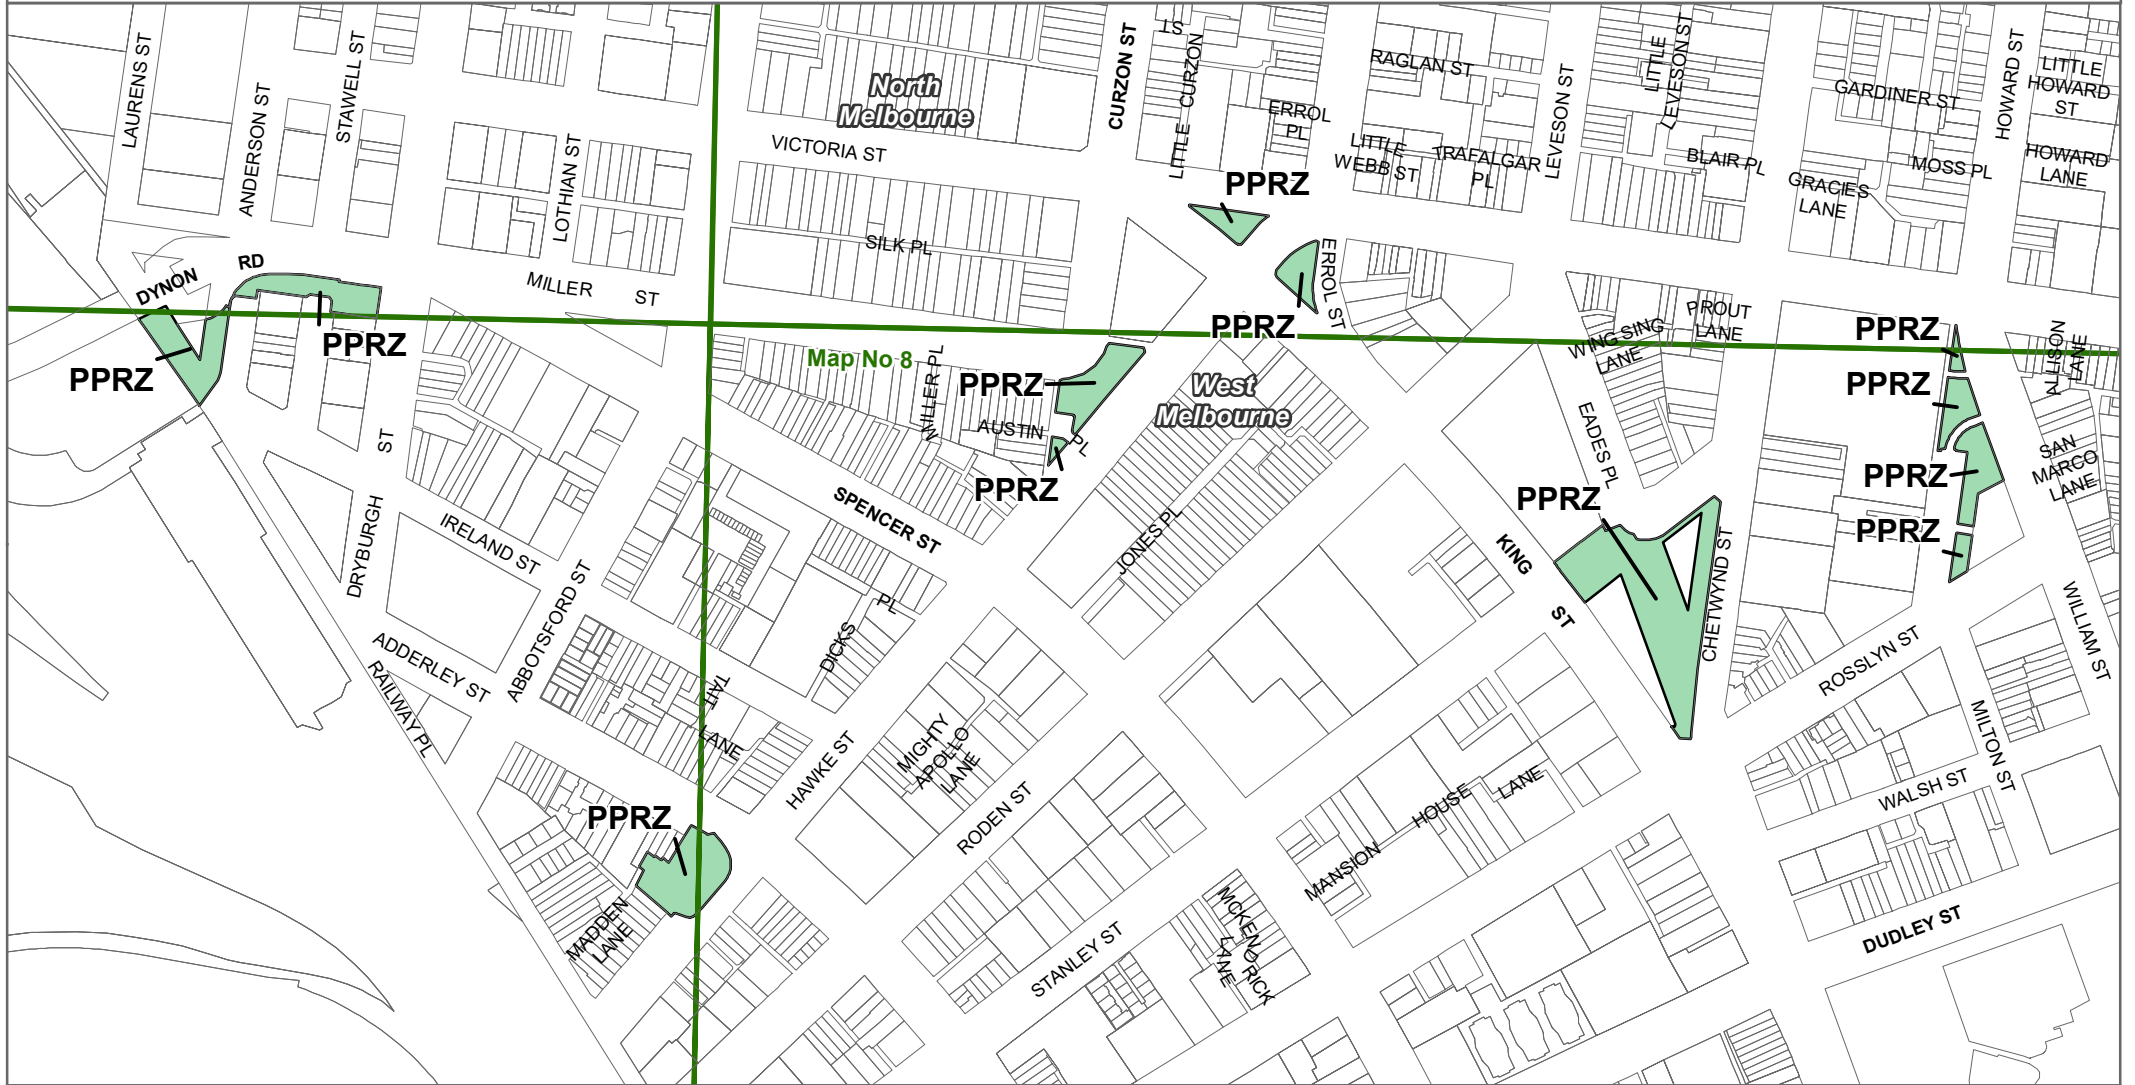 LAURENS ST
ANDERSON ST
STAWELL ST
LOTHIAN ST
North
Melbourne
VICTORIA ST
SILK PL
CURZON ST
ST
LITTLE CURZON
ERROL
PL
RAGLAN ST
LITTLE
WEBB ST
TRAFALGAR
PL
LEVESON ST
LITTLE
LEVESON ST
BLAIR PL
GARDINER ST
GRACIES
LANE
MOSS PL
HOWARD ST
LITTLE
HOWARD
ST
HOWARD
LANE
DYNON RD
MILLER ST
PPRZ
PPRZ
PPRZ
PPRZ
ERROL ST
Map No 8
MILLER PL
PPRZ
AUSTIN PL
PPRZ
West
Melbourne
WING SING
LANE
PROUT
LANE
EADES PL
PPRZ
PPRZ
PPRZ
PPRZ
PPRZ
ALLISON
LANE
SAN
MARCO
LANE
DRYBURGH ST
IRELAND ST
SPENCER ST
JONES PL
KING ST
CHETWYND ST
WILLIAM ST
ADDERLEY ST
RAILWAY PL
ABBOTSFORD ST
DICKS PL
TAIT
LANE
HAWKE ST
MIGHTY
APOLLO
LANE
RODEN ST
PPRZ
MADDEN
LANE
STANLEY ST
MCKENDRICK
LANE
MANSION HOUSE LANE
ROSSLYN ST
MILTON ST
WALSH ST
DUDLEY ST